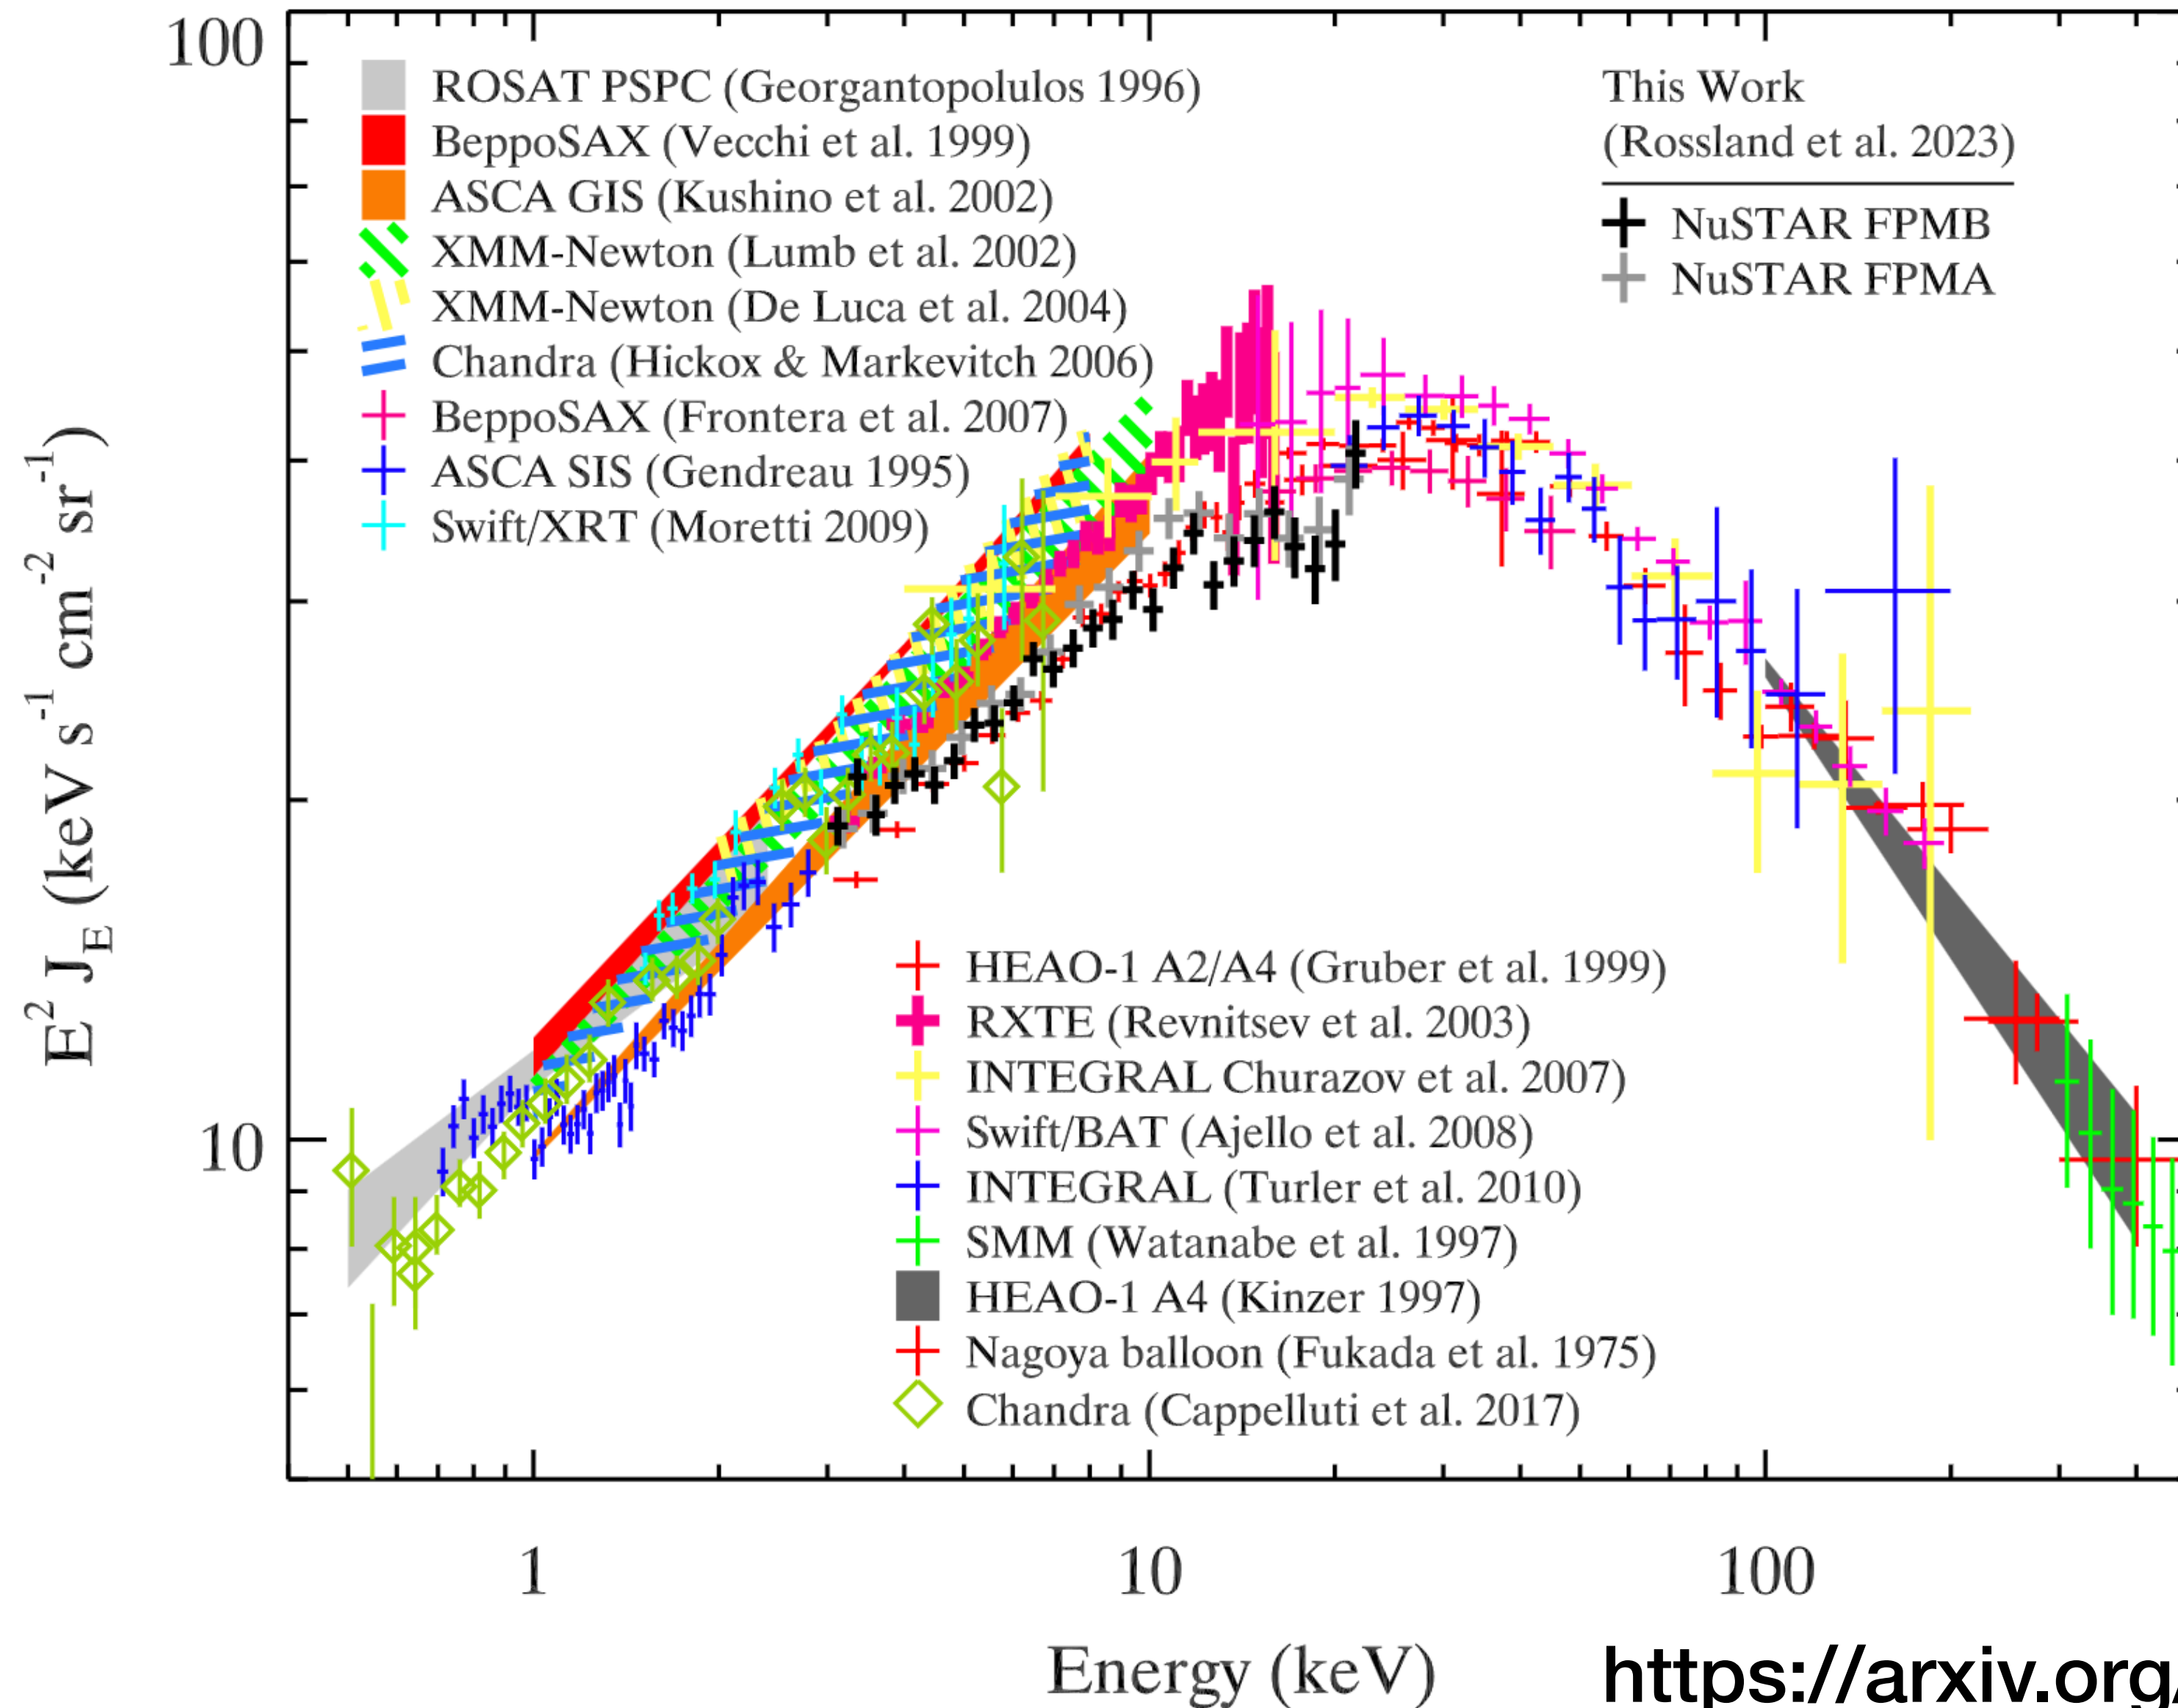 100
ROSAT PSPC (Georgantopolulos 1996)
BeppoSAX (Vecchi et al. 1999)
ASCA GIS (Kushino et al. 2002)
XMM-Newton (Lumb et al. 2002)
XMM-Newton (De Luca et al. 2004)
Chandra (Hickox & Markevitch 2006)
BeppoSAX (Frontera et al. 2007)
ASCA SIS (Gendreau 1995)
Swift/XRT (Moretti 2009)
This Work
(Rossland et al. 2023)
NuSTAR FPMB
NuSTAR FPMA
E² J_E (keV s⁻¹ cm⁻² sr⁻¹)
HEAO-1 A2/A4 (Gruber et al. 1999)
RXTE (Revnitsev et al. 2003)
INTEGRAL Churazov et al. 2007)
Swift/BAT (Ajello et al. 2008)
INTEGRAL (Turler et al. 2010)
SMM (Watanabe et al. 1997)
HEAO-1 A4 (Kinzer 1997)
Nagoya balloon (Fukada et al. 1975)
Chandra (Cappelluti et al. 2017)
10
1
10
100
Energy (keV)
https://arxiv.org/